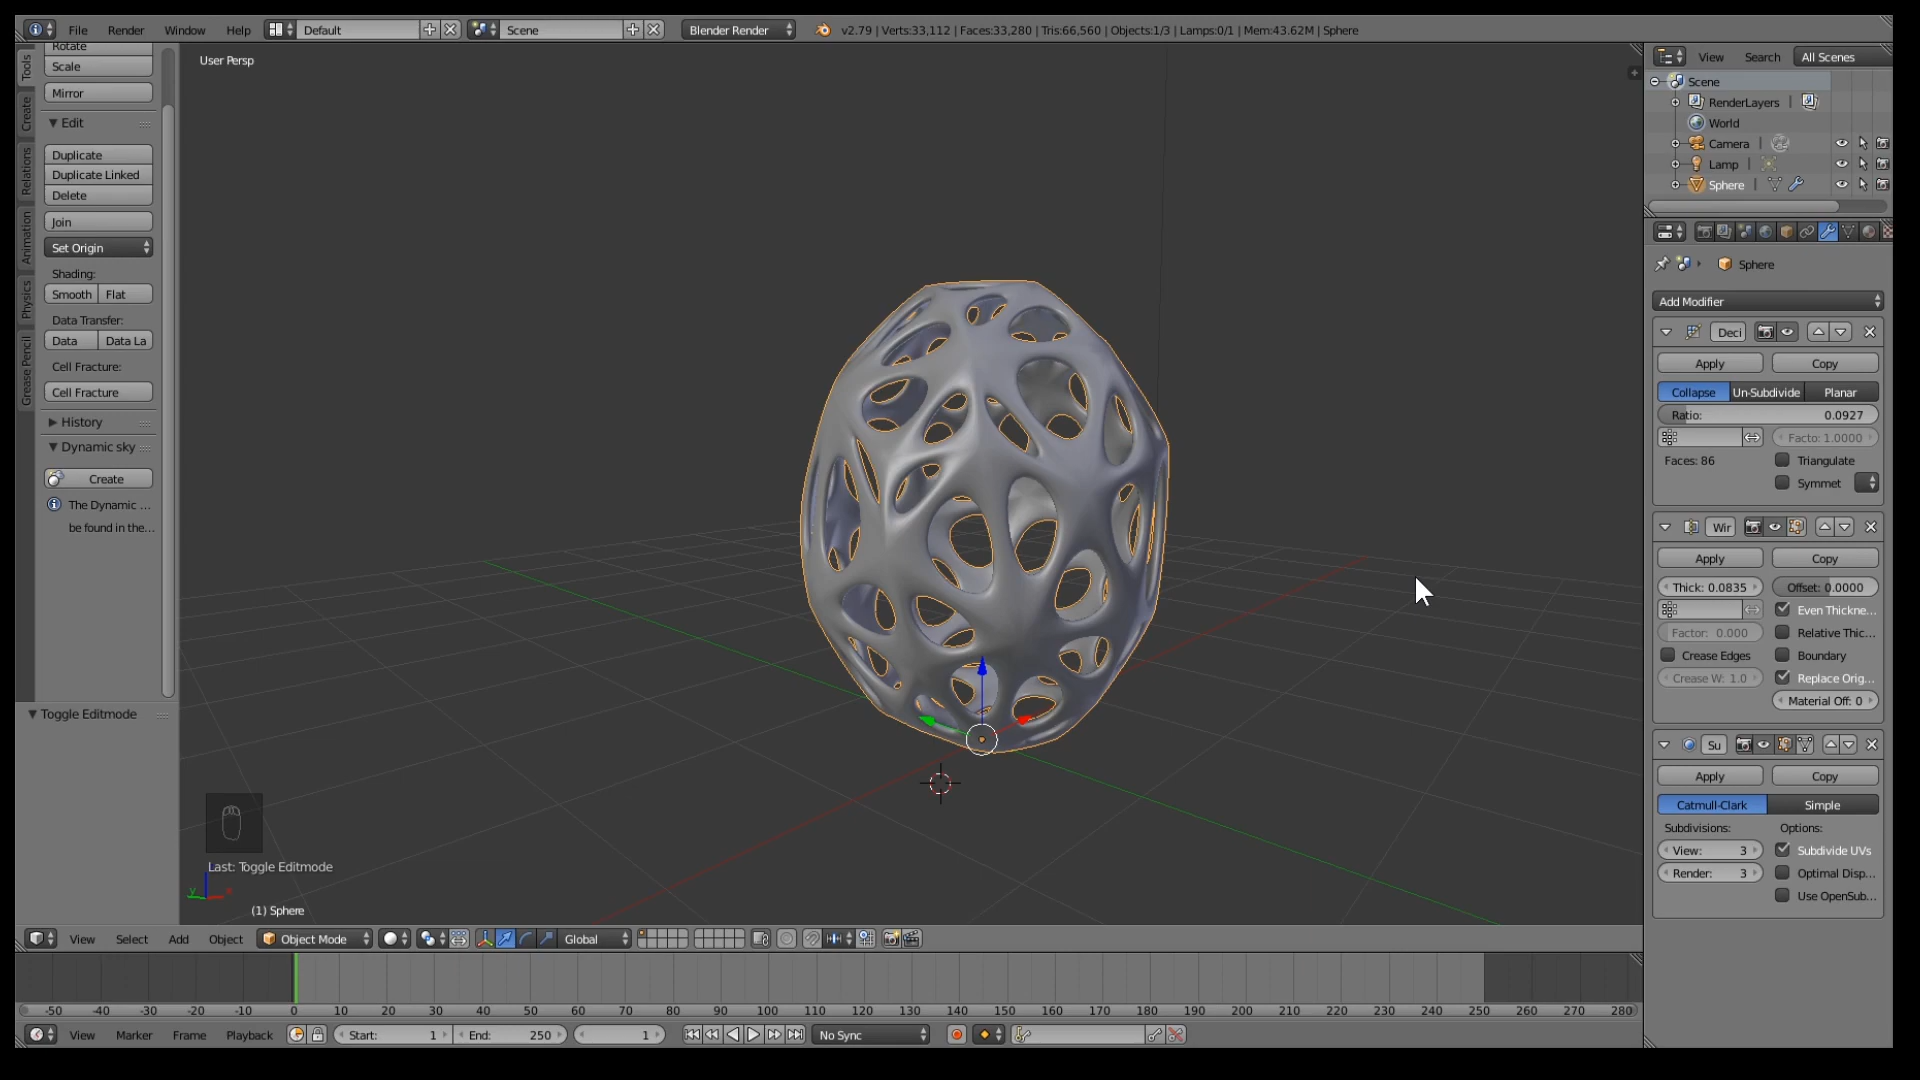 File Render Window Help Default Scene Blender Render v2.79 | Verts:33,112 | Faces:33,280 | Tris:66,560 | Objects:1/3 | Lamps:0/1 | Mem:43.62M | Sphere
Tools
Create
Relations
Animation
Physics
Grease Pencil
Rotate
Scale
Mirror
Edit
Duplicate
Duplicate Linked
Delete
Join
Set Origin
Shading:
Smooth Flat
Data Transfer:
Data Data La
Cell Fracture:
Cell Fracture
History
Dynamic sky
Create
The Dynamic ...
be found in the...
Toggle Editmode
User Persp
Last: Toggle Editmode
y x
(1) Sphere
View Search All Scenes
Scene
RenderLayers
World
Camera
Lamp
Sphere
Sphere
Add Modifier
Deci
Apply Copy
Collapse Un-Subdivide Planar
Ratio: 0.0927
Facto: 1.0000
Faces: 86 Triangulate
Symmet
Wir
Apply Copy
Thick: 0.0835 Offset: 0.0000
Even Thickne...
Factor: 0.000 Relative Thic...
Crease Edges Boundary
Crease W: 1.0 Replace Orig...
Material Off: 0
Su
Apply Copy
Catmull-Clark Simple
Subdivisions: Options:
View: 3 Subdivide UVs
Render: 3 Optimal Disp...
Use OpenSub...
View Select Add Object Object Mode Global
-50 -40 -30 -20 -10 0 10 20 30 40 50 60 70 80 90 100 110 120 130 140 150 160 170 180 190 200 210 220 230 240 250 260 270 280
View Marker Frame Playback Start: 1 End: 250 1 No Sync